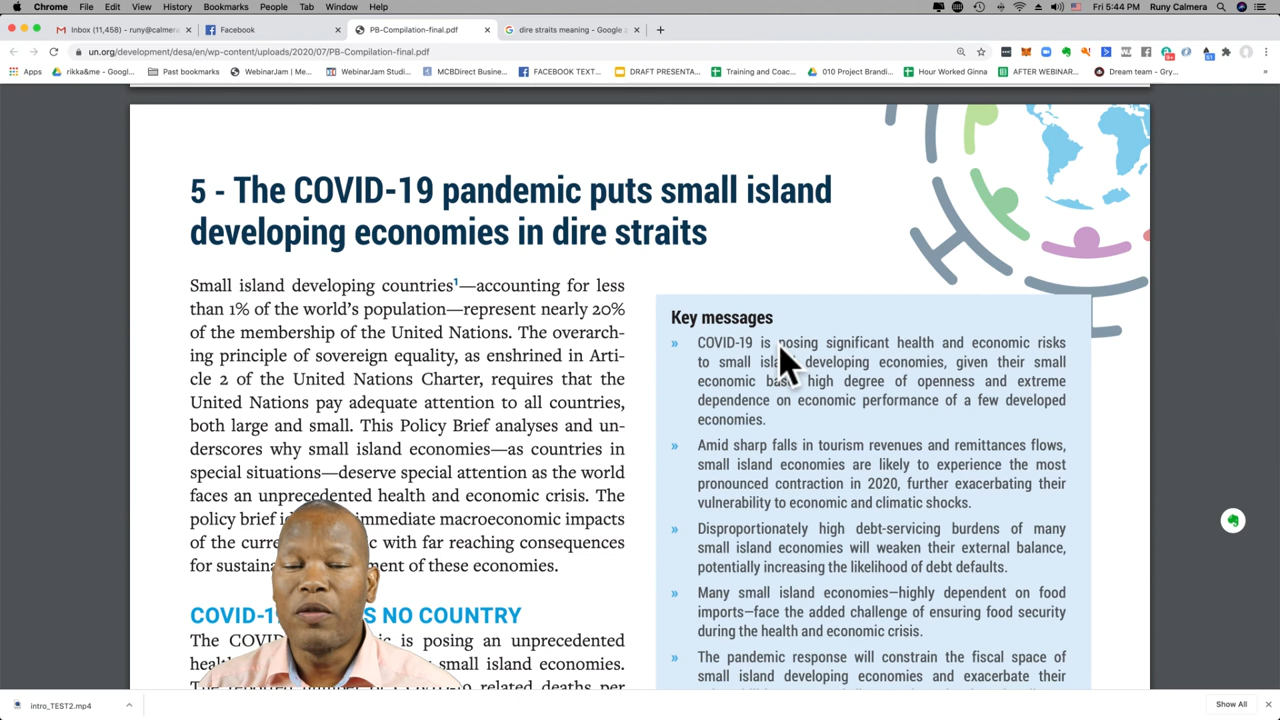 Chrome File Edit View History Bookmarks People Tab Window Help Fri 5:44 PM Runy Calmera
Inbox (11,458) - runy@calmera Facebook PB-Compilation-final.pdf dire straits meaning - Google
un.org/development/desa/en/wp-content/uploads/2020/07/PB-Compilation-final.pdf
Apps rikka&me - Googl... Past bookmarks WebinarJam | Me... WebinarJam Studi... MCBDirect Busine... FACEBOOK TEXT... DRAFT PRESENTA... Training and Coac... 010 Project Brandi... Hour Worked Ginna AFTER WEBINAR... Dream team - Gry... »
5 - The COVID-19 pandemic puts small island
developing economies in dire straits
Small island developing countries1—accounting for less
than 1% of the world's population—represent nearly 20%
of the membership of the United Nations. The overarch-
ing principle of sovereign equality, as enshrined in Arti-
cle 2 of the United Nations Charter, requires that the
United Nations pay adequate attention to all countries,
both large and small. This Policy Brief analyses and un-
derscores why small island economies—as countries in
special situations—deserve special attention as the world
faces an unprecedented health and economic crisis. The
policy brief immediate macroeconomic impacts
of the with far reaching consequences
for of these economies.
COVID-1 NO COUNTRY
The COVID is posing an unprecedented
small island economies.
related deaths per
Key messages
» COVID-19 is posing significant health and economic risks
to small developing economies, given their small
economic high degree of openness and extreme
dependence on economic performance of a few developed
economies.
» Amid sharp falls in tourism revenues and remittances flows,
small island economies are likely to experience the most
pronounced contraction in 2020, further exacerbating their
vulnerability to economic and climatic shocks.
» Disproportionately high debt-servicing burdens of many
small island economies will weaken their external balance,
potentially increasing the likelihood of debt defaults.
» Many small island economies—highly dependent on food
imports—face the added challenge of ensuring food security
during the health and economic crisis.
» The pandemic response will constrain the fiscal space of
small island developing economies and exacerbate their
intro_TEST2.mp4 Show All